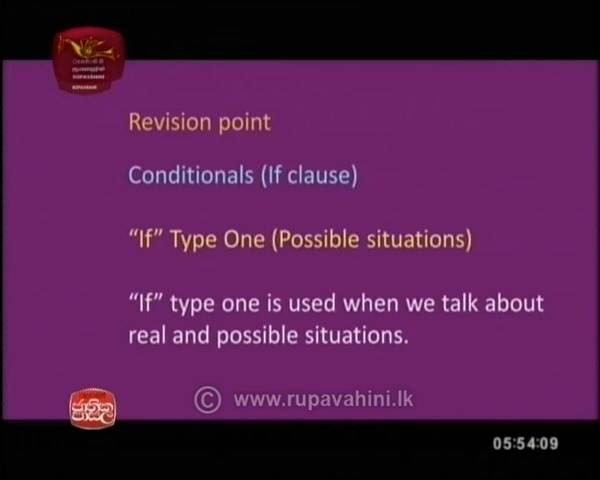 Revision point
Conditionals (If clause)
“If” Type One (Possible situations)
“If” type one is used when we talk about
real and possible situations.
© www.rupavahini.lk
05:54:09